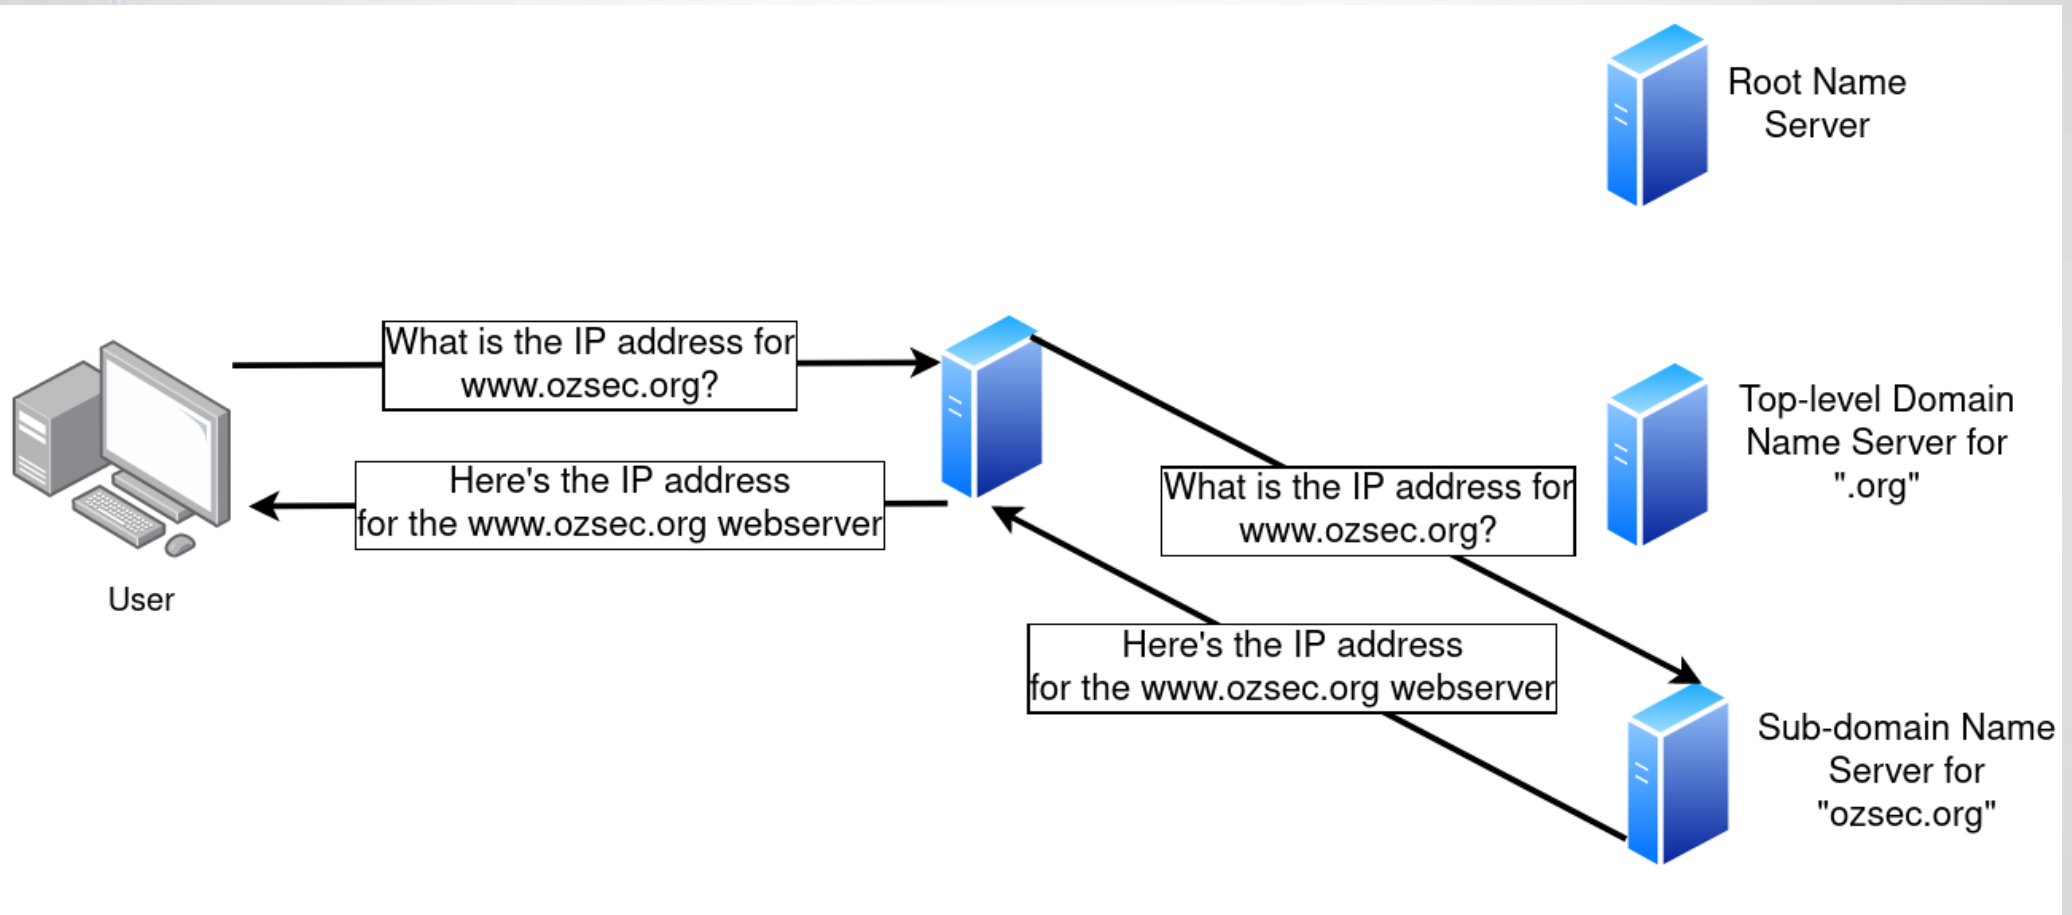 Root Name
Server
What is the IP address for
www.ozsec.org?
Here's the IP address
for the www.ozsec.org webserver
User
What is the IP address for
www.ozsec.org?
Here's the IP address
for the www.ozsec.org webserver
Top-level Domain
Name Server for
".org"
Sub-domain Name
Server for
"ozsec.org"